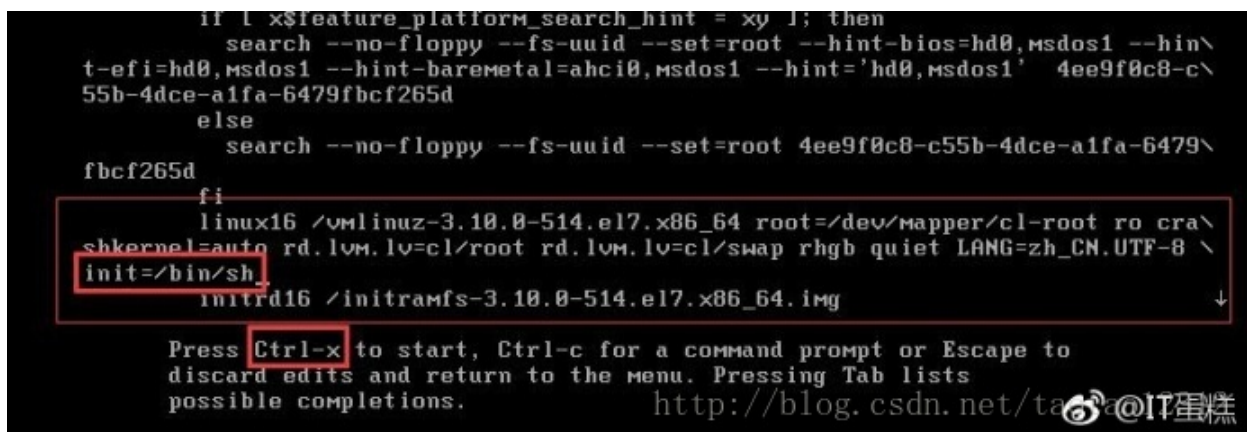 if [ x$feature_platform_search_hint = xy ]; then
search --no-floppy --fs-uuid --set=root --hint-bios=hd0,msdos1 --hin\
t-efi=hd0,msdos1 --hint-baremetal=ahci0,msdos1 --hint='hd0,msdos1' 4ee9f0c8-c\
55b-4dce-a1fa-6479fbcf265d
else
search --no-floppy --fs-uuid --set=root 4ee9f0c8-c55b-4dce-a1fa-6479\
fbcf265d
fi
linux16 /vmlinuz-3.10.0-514.el7.x86_64 root=/dev/mapper/cl-root ro cra\
shkernel=auto rd.lvm.lv=cl/root rd.lvm.lv=cl/swap rhgb quiet LANG=zh_CN.UTF-8 \
init=/bin/sh_
initrd16 /initramfs-3.10.0-514.el7.x86_64.img ↓
Press Ctrl-x to start, Ctrl-c for a command prompt or Escape to
discard edits and return to the menu. Pressing Tab lists
possible completions.
@IT蛋糕